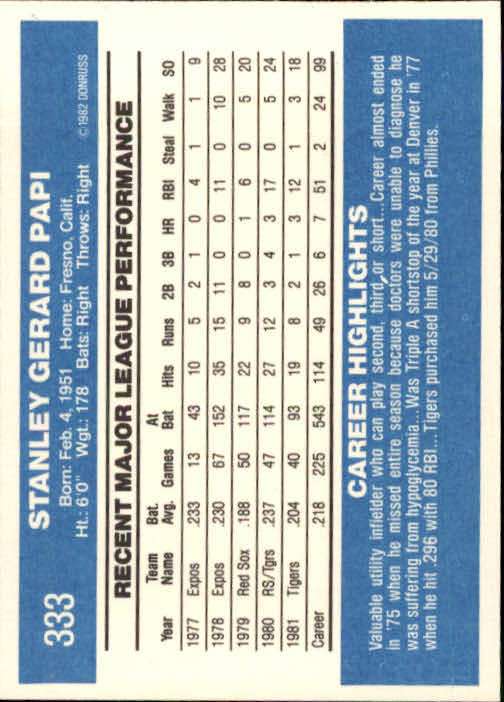 333
STANLEY GERARD PAPI
Born: Feb. 4, 1951 Home: Fresno, Calif.
Ht.: 6'0" Wgt.: 178 Bats: Right Throws: Right ©1982 DONRUSS
RECENT MAJOR LEAGUE PERFORMANCE
Year Team Name Bat. Avg. Games At Bat Hits Runs 2B 3B HR RBI Steal Walk SO
1977 Expos .233 13 43 10 5 2 1 0 4 1 1 9
1978 Expos .230 67 152 35 15 11 0 0 11 0 10 28
1979 Red Sox .188 50 117 22 9 8 0 1 6 0 5 20
1980 RS/Tgrs .237 47 114 27 12 3 4 3 17 0 5 24
1981 Tigers .204 40 93 19 8 2 1 3 12 1 3 18
Career .218 225 543 114 49 26 6 7 51 2 24 99
CAREER HIGHLIGHTS
Valuable utility infielder who can play second, third, or short...Career almost ended
in '75 when he missed entire season because doctors were unable to diagnose he
was suffering from hypoglycemia...Was Triple A shortstop of the year at Denver in '77
when he hit .296 with 80 RBI...Tigers purchased him 5/29/80 from Phillies.